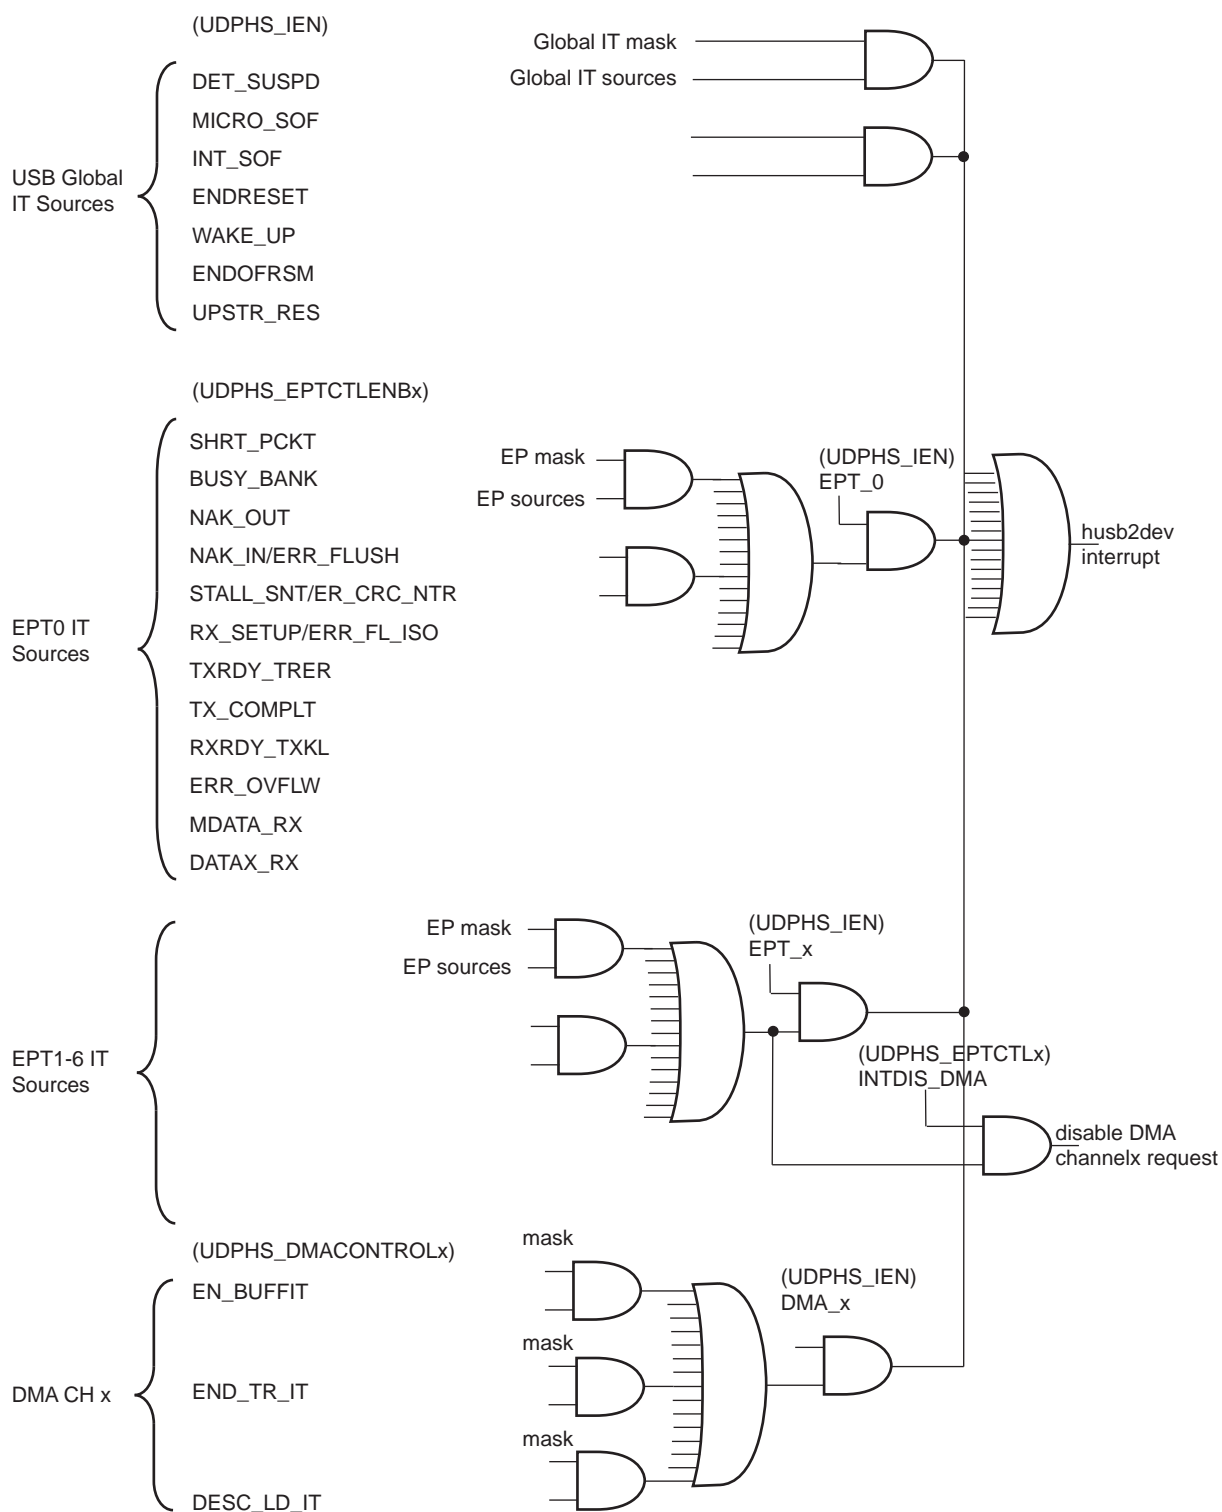 (UDPHS_IEN)
Global IT mask
Global IT sources
DET_SUSPD
MICRO_SOF
INT_SOF
USB Global
IT Sources
ENDRESET
WAKE_UP
ENDOFRSM
UPSTR_RES
(UDPHS_EPTCTLENBx)
SHRT_PCKT
BUSY_BANK
NAK_OUT
NAK_IN/ERR_FLUSH
STALL_SNT/ER_CRC_NTR
EPT0 IT
Sources
RX_SETUP/ERR_FL_ISO
TXRDY_TRER
TX_COMPLT
RXRDY_TXKL
ERR_OVFLW
MDATA_RX
DATAX_RX
EP mask
EP sources
(UDPHS_IEN)
EPT_0
husb2dev
interrupt
EP mask
EP sources
(UDPHS_IEN)
EPT_x
EPT1-6 IT
Sources
(UDPHS_EPTCTLx)
INTDIS_DMA
disable DMA
channelx request
(UDPHS_DMACONTROLx)
mask
EN_BUFFIT
(UDPHS_IEN)
DMA_x
mask
DMA CH x
END_TR_IT
mask
DESC_LD_IT